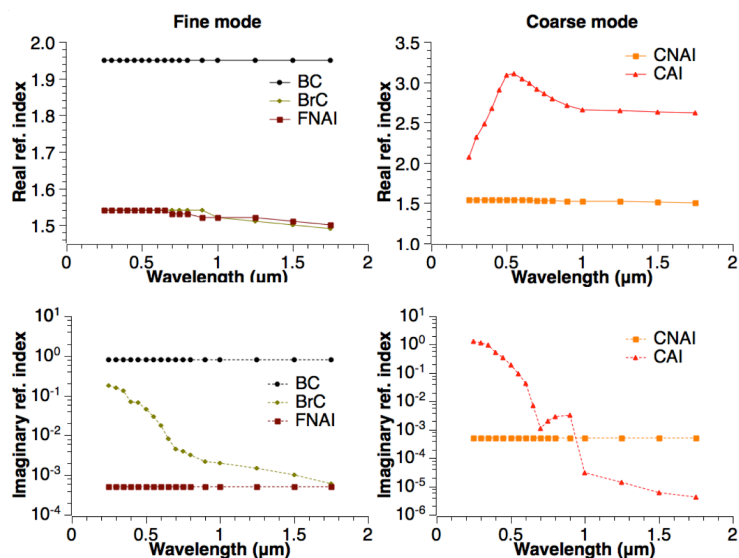 Fine mode
Coarse mode
Real ref. index
2.0
1.9
1.8
1.7
1.6
1.5
BC
BrC
FNAI
0 0.5 1 1.5 2
Wavelength (µm)
Real ref. index
3.5
3.0
2.5
2.0
1.5
1.0
CNAI
CAI
0 0.5 1 1.5 2
Wavelength (µm)
Imaginary ref. index
10¹
10⁰
10⁻¹
10⁻²
10⁻³
10⁻⁴
BC
BrC
FNAI
0 0.5 1 1.5 2
Wavelength (µm)
Imaginary ref. index
10¹
10⁰
10⁻¹
10⁻²
10⁻³
10⁻⁴
10⁻⁵
10⁻⁶
CNAI
CAI
0 0.5 1 1.5 2
Wavelength (µm)